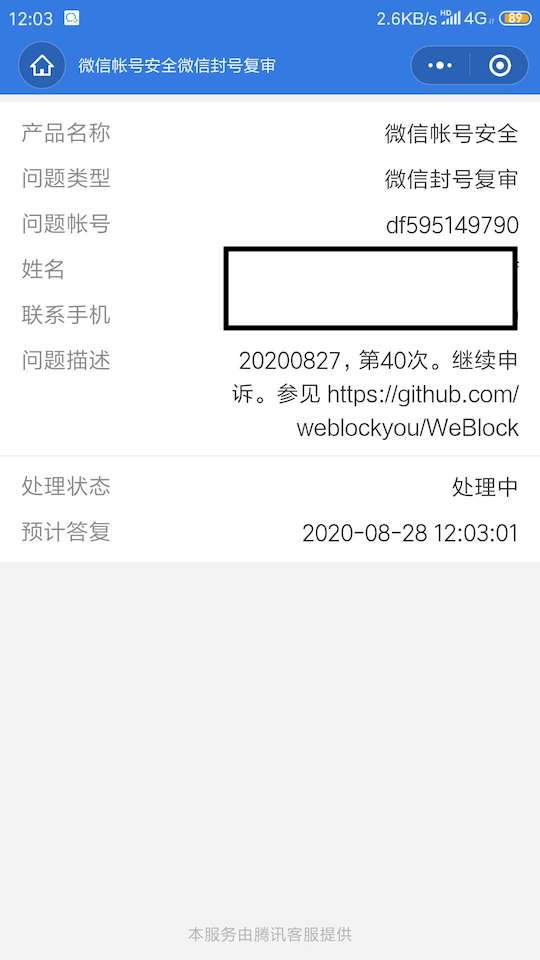 12:03 2.6KB/s HD 4G 89
微信帐号安全微信封号复审
产品名称 微信帐号安全
问题类型 微信封号复审
问题帐号 df595149790
姓名
联系手机
问题描述 20200827，第40次。继续申
诉。参见 https://github.com/
weblockyou/WeBlock
处理状态 处理中
预计答复 2020-08-28 12:03:01
本服务由腾讯客服提供